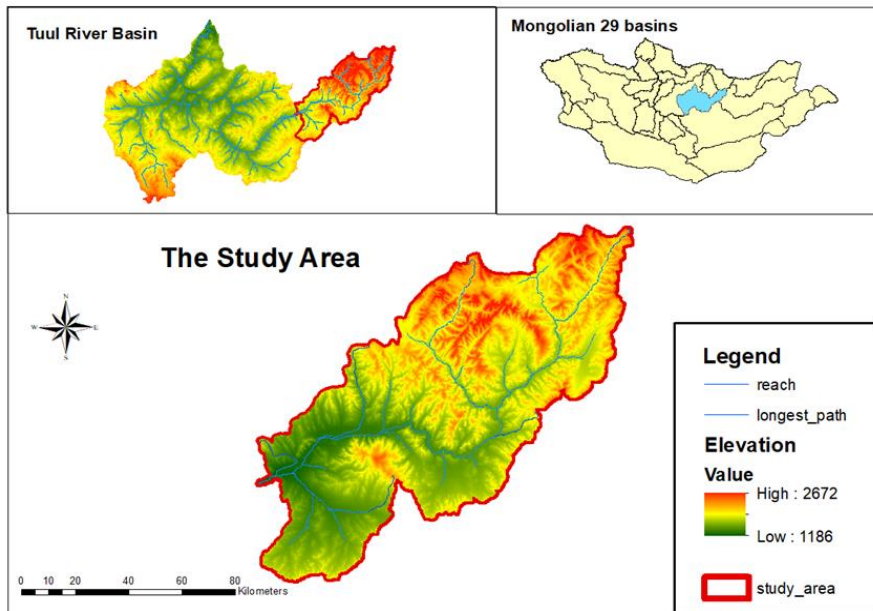 Tuul River Basin
Mongolian 29 basins
The Study Area
N
W
E
S
Legend
reach
longest_path
Elevation
Value
High : 2672
Low : 1186
study_area
0 10 20 40 60 80
Kilometers